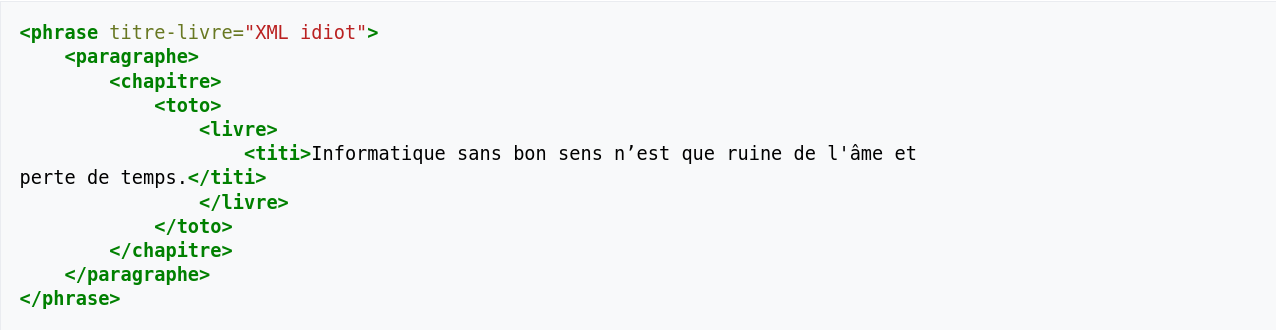 <phrase titre-livre="XML idiot">
    <paragraphe>
        <chapitre>
            <toto>
                <livre>
                    <titi>Informatique sans bon sens n’est que ruine de l'âme et
perte de temps.</titi>
                </livre>
            </toto>
        </chapitre>
    </paragraphe>
</phrase>